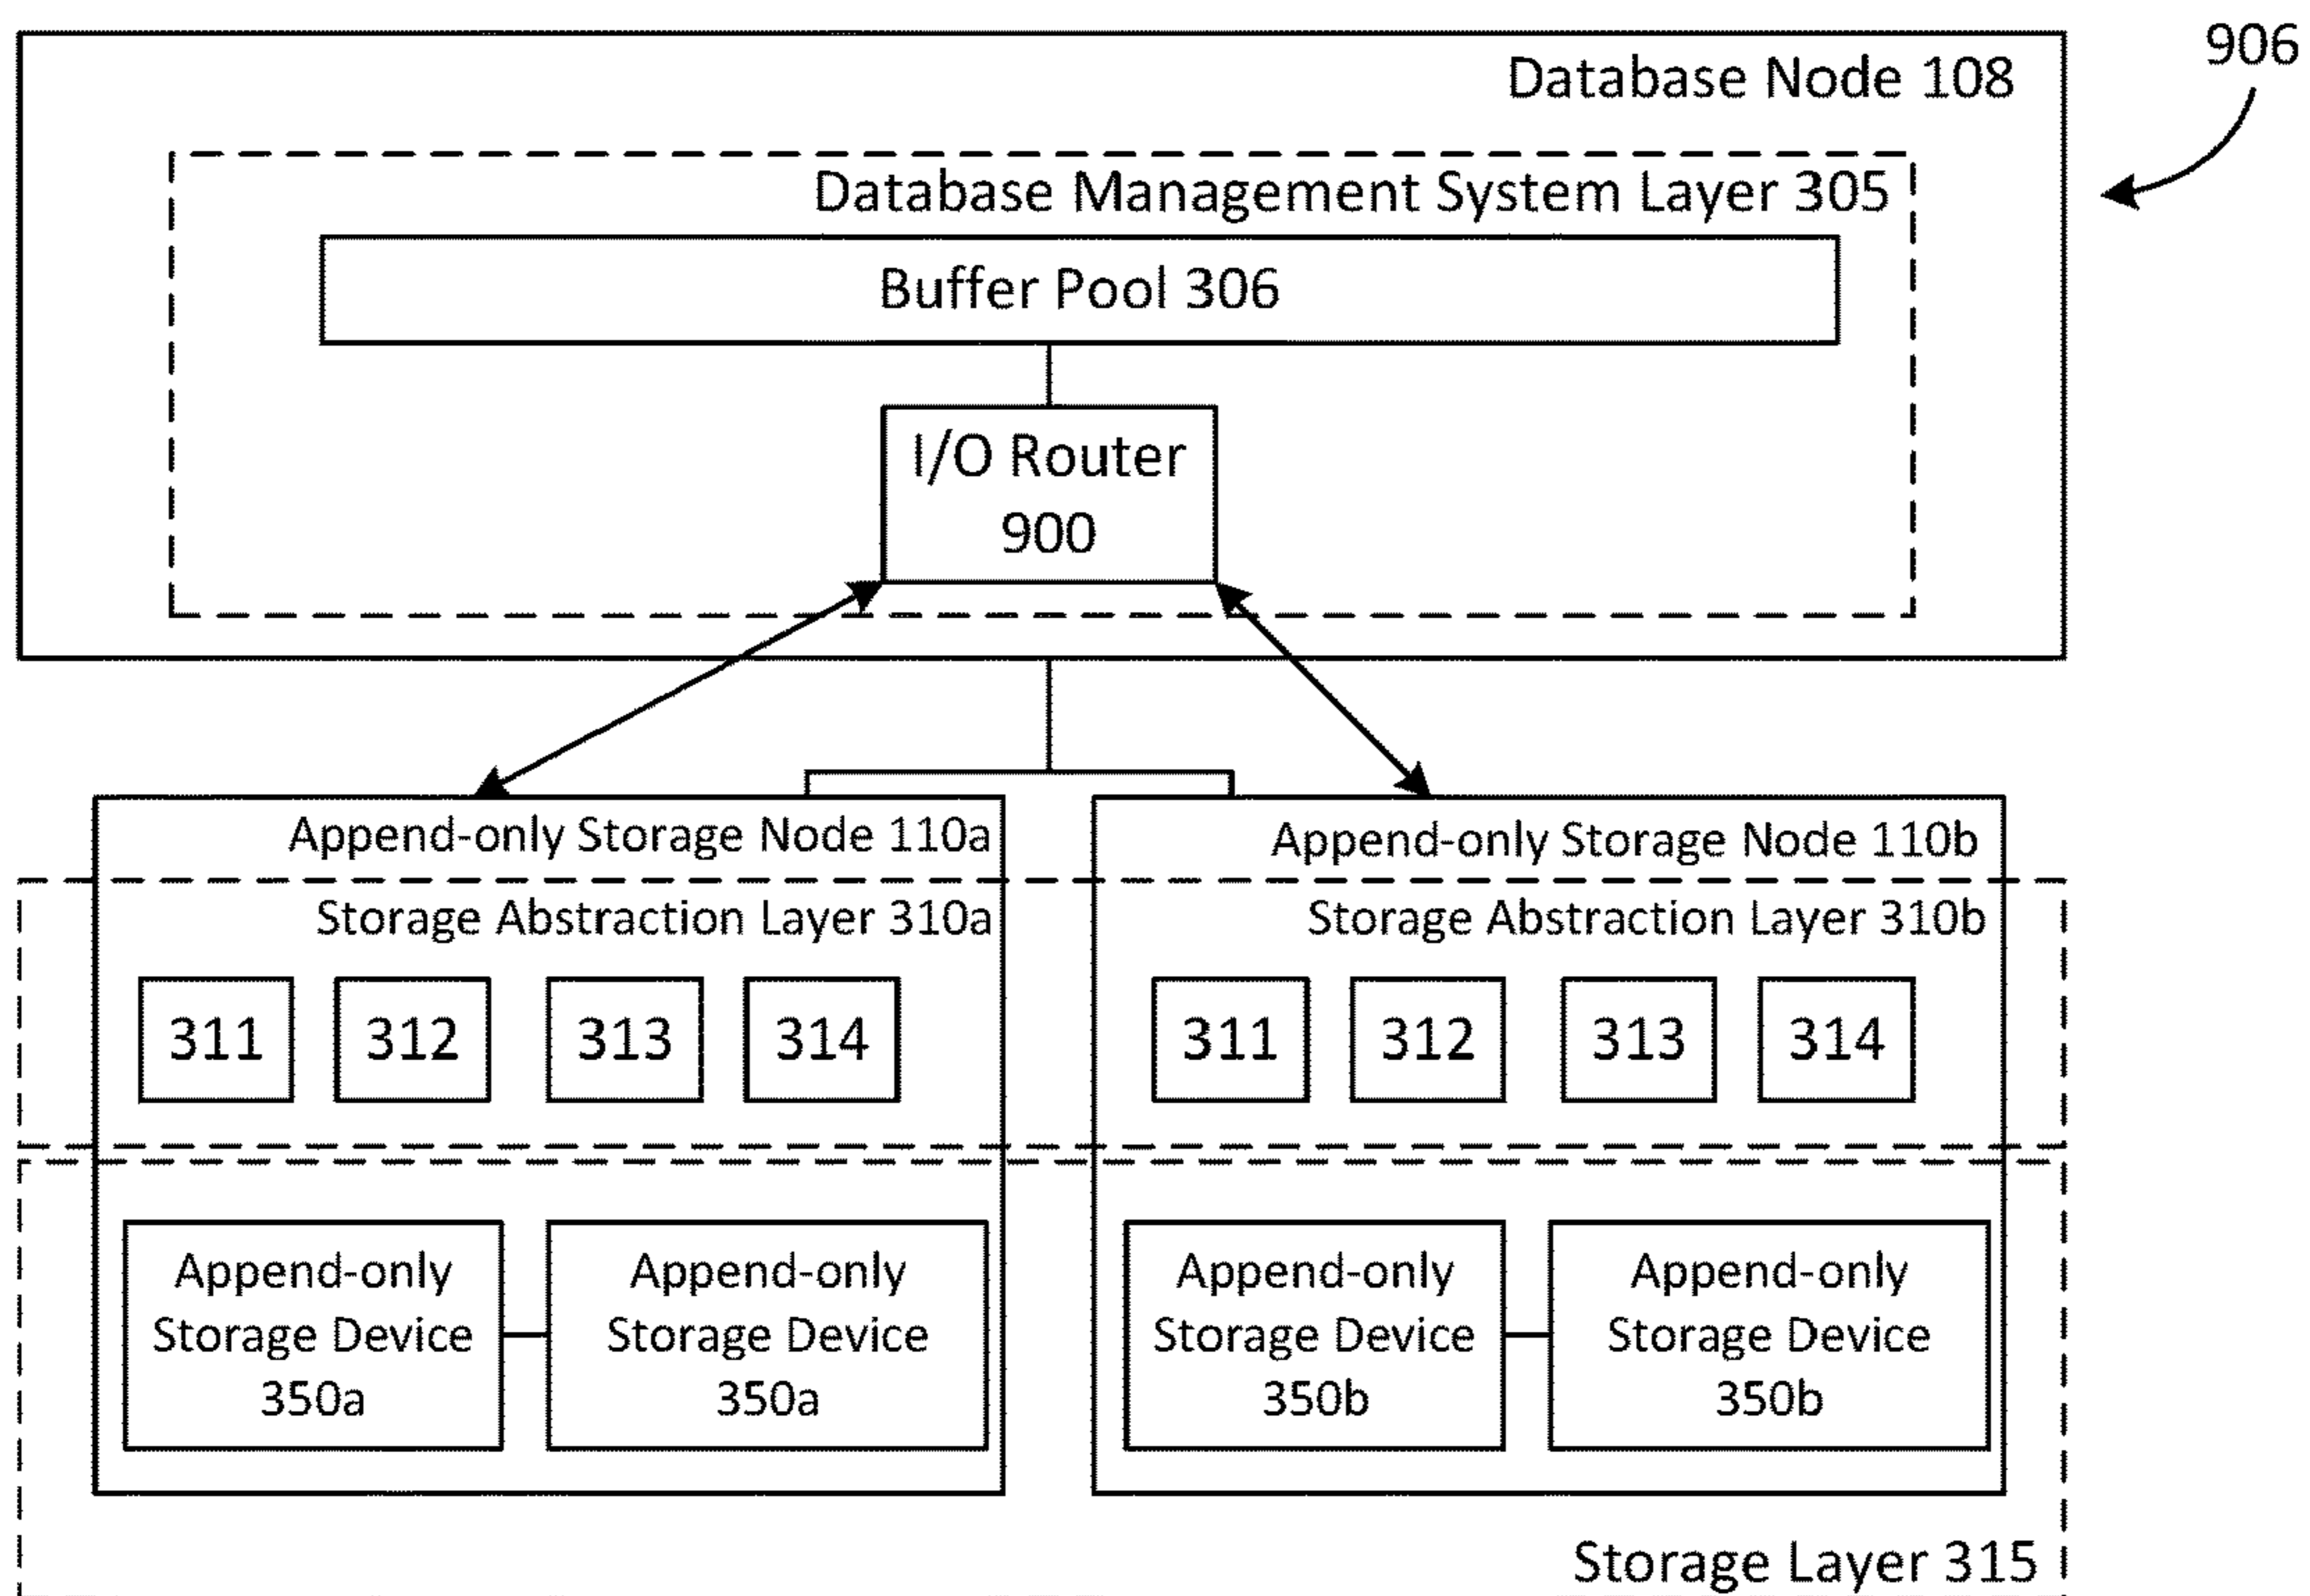 906
Database Node 108
Database Management System Layer 305
Buffer Pool 306
I/O Router
900
Append-only Storage Node 110a
Storage Abstraction Layer 310a
311 312 313 314
Append-only
Storage Device
350a
Append-only
Storage Device
350a
Append-only Storage Node 110b
Storage Abstraction Layer 310b
311 312 313 314
Append-only
Storage Device
350b
Append-only
Storage Device
350b
Storage Layer 315